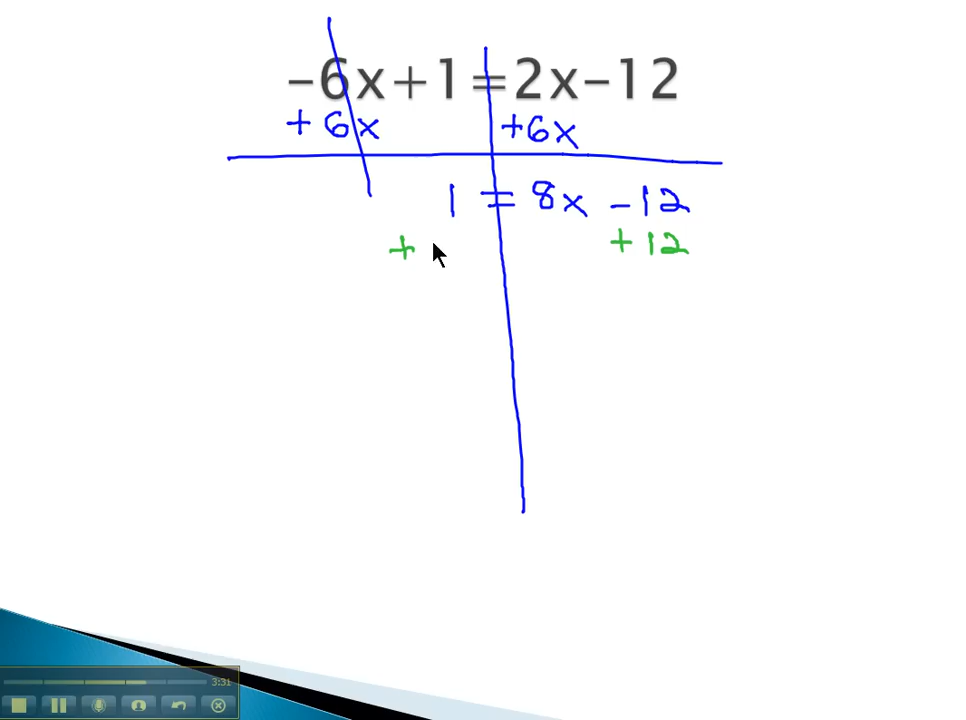 -6x+1=2x-12
+6x +6x
1 = 8x -12
+ +12
3:31